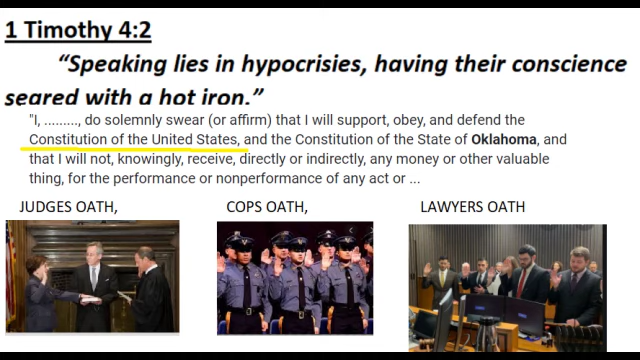 1 Timothy 4:2
“Speaking lies in hypocrisies, having their conscience
seared with a hot iron.”
"I, ........., do solemnly swear (or affirm) that I will support, obey, and defend the
Constitution of the United States, and the Constitution of the State of Oklahoma, and
that I will not, knowingly, receive, directly or indirectly, any money or other valuable
thing, for the performance or nonperformance of any act or ...
JUDGES OATH, COPS OATH, LAWYERS OATH